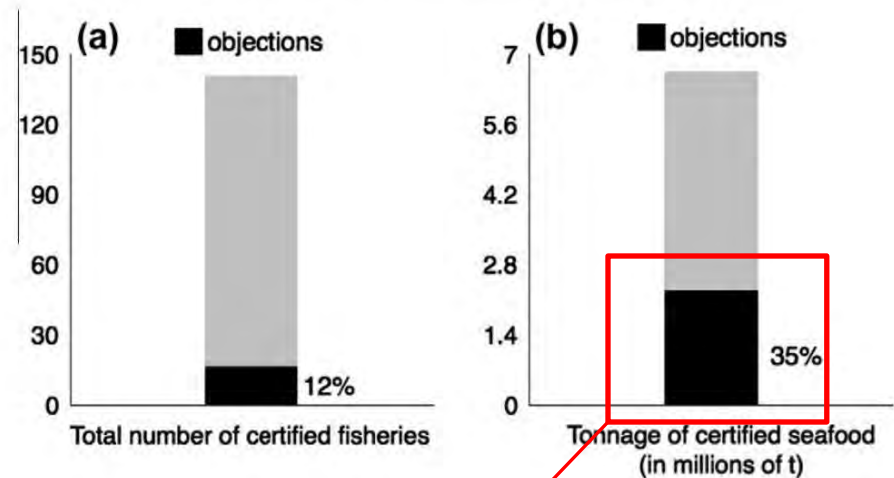 (a)
objections
150
120
90
60
30
0
12%
Total number of certified fisheries
(b)
objections
7
5.6
4.2
2.8
1.4
0
35%
Tonnage of certified seafood
(in millions of t)